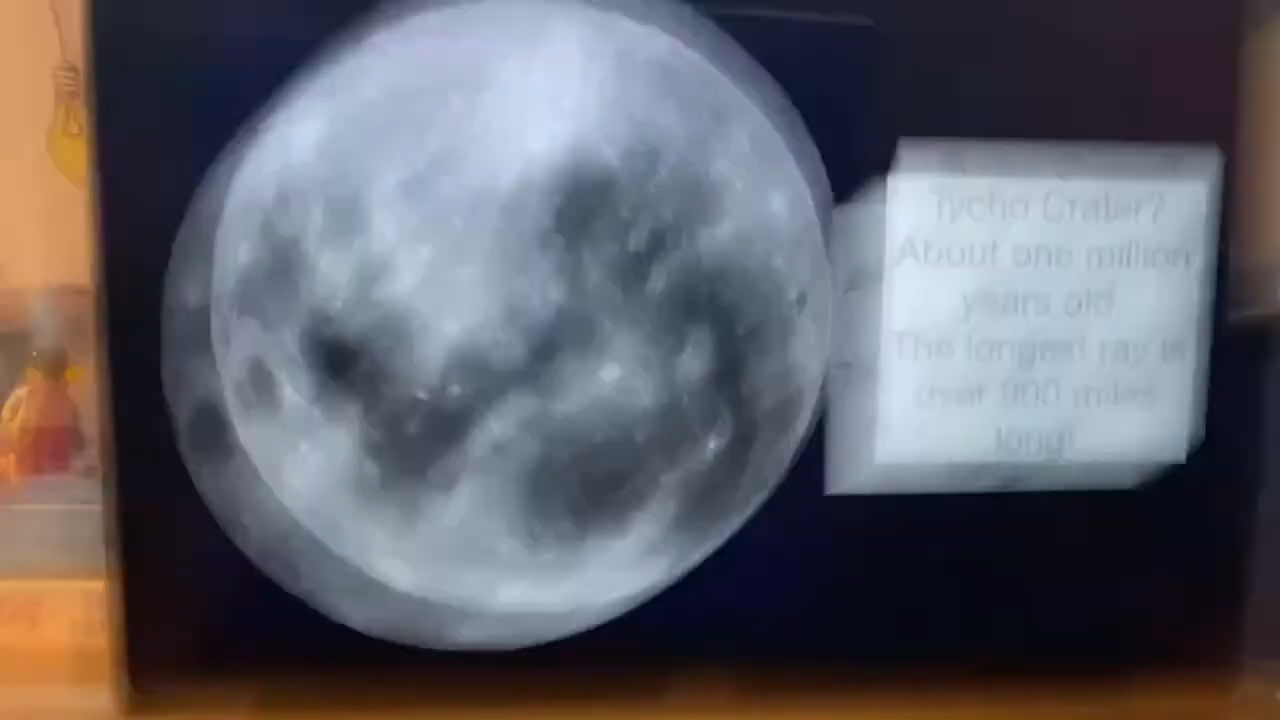 Tycho Crater?
About one million
years old
The longest ray is
over 900 miles
long!